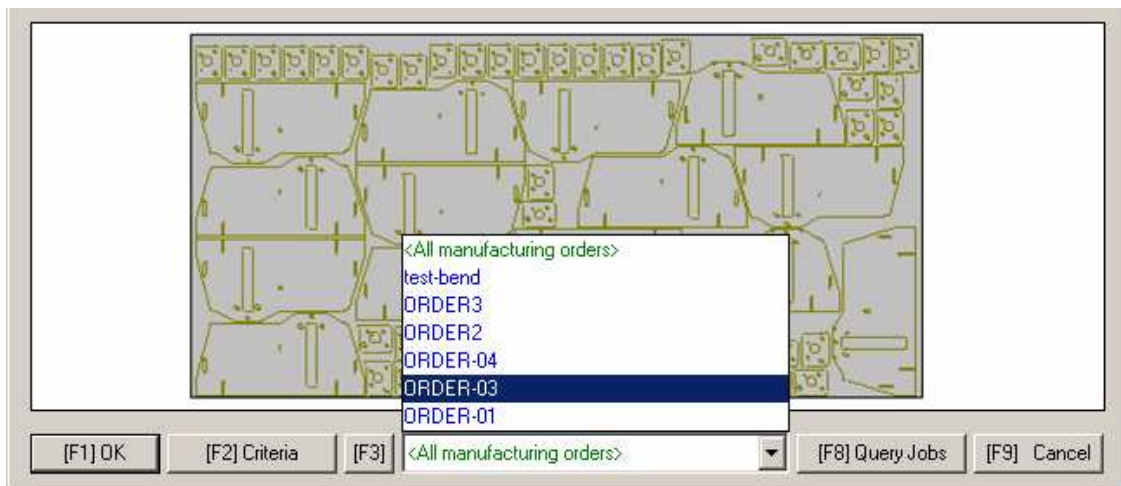 <All manufacturing orders>
test-bend
ORDER3
ORDER2
ORDER-04
ORDER-03
ORDER-01
[F1] OK [F2] Criteria [F3] <All manufacturing orders> [F8] Query Jobs [F9] Cancel